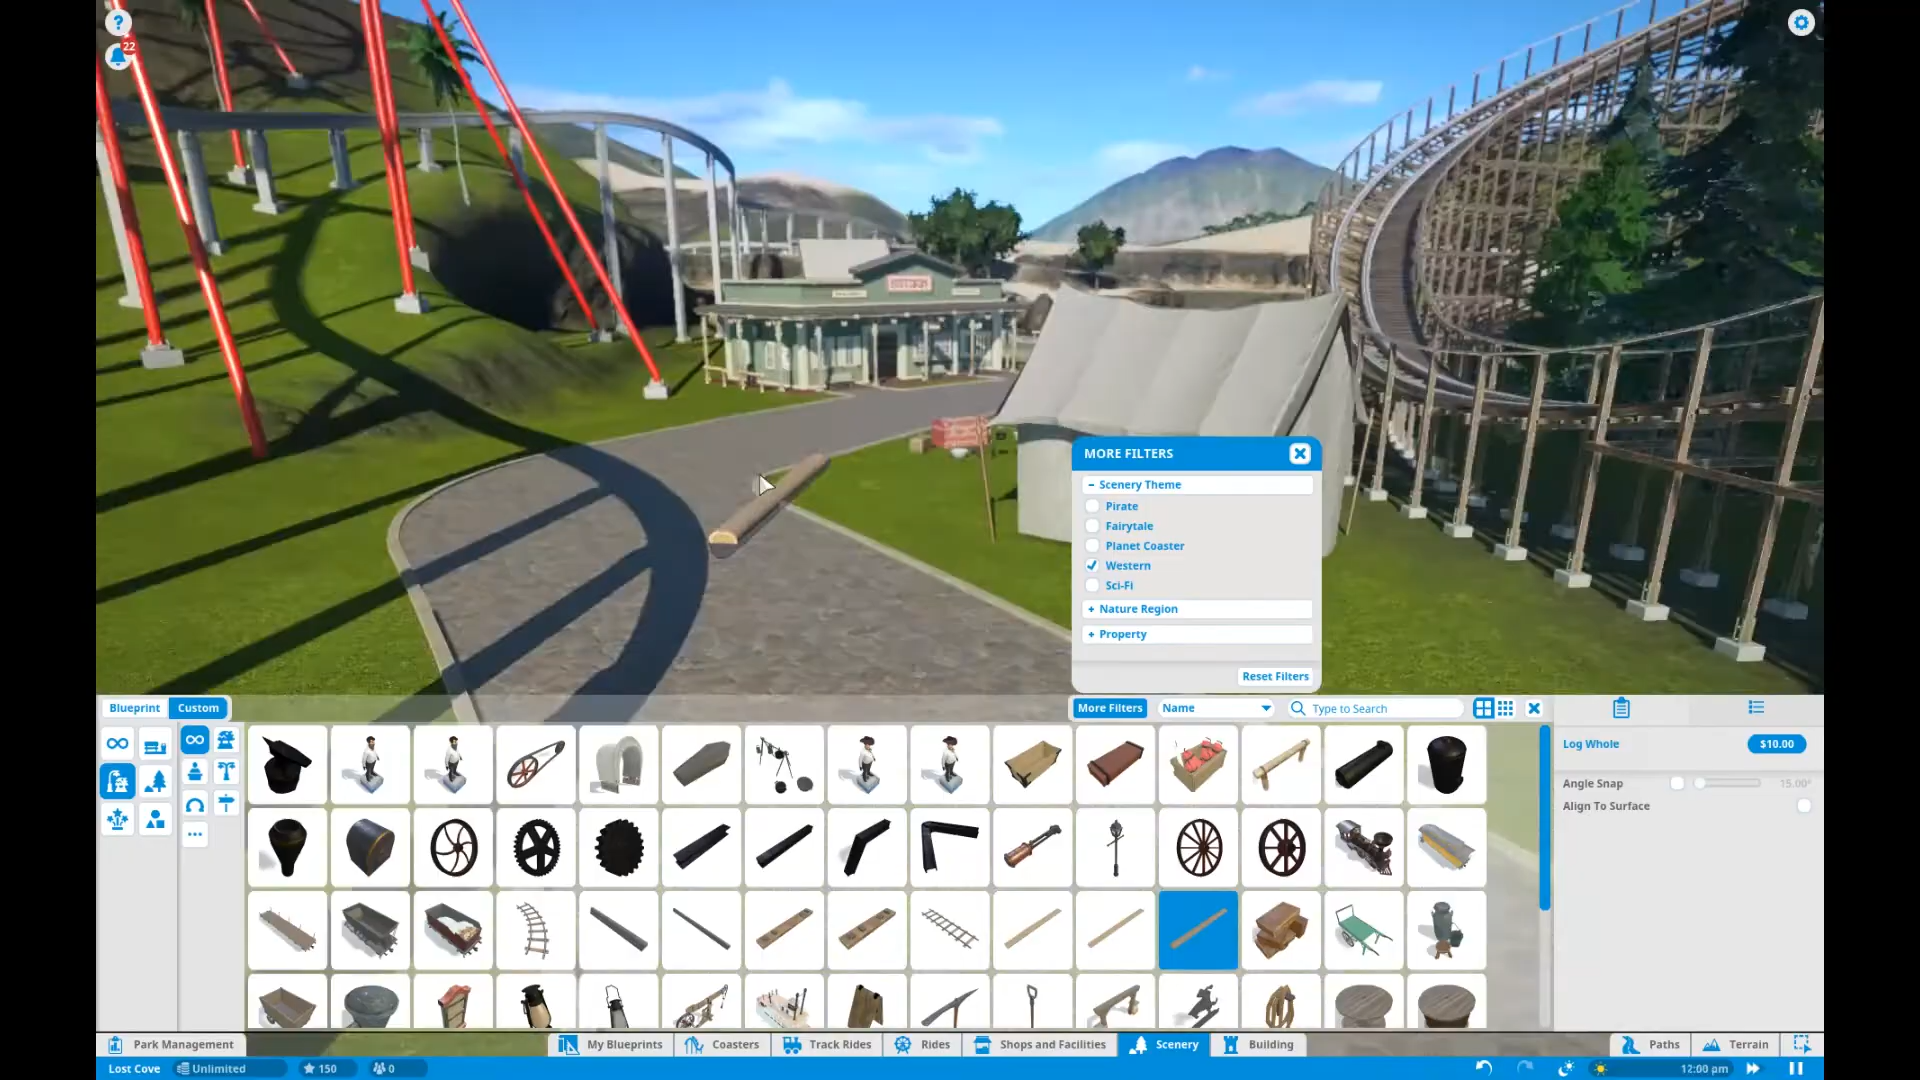 ?
22
MORE FILTERS
- Scenery Theme
Pirate
Fairytale
Planet Coaster
Western
Sci-Fi
+ Nature Region
+ Property
Reset Filters
Blueprint Custom
More Filters Name Type to Search
Log Whole $10.00
Angle Snap 15.00°
Align To Surface
Park Management My Blueprints Coasters Track Rides Rides Shops and Facilities Scenery Building Paths Terrain
Lost Cove Unlimited 150 0 12:00 pm